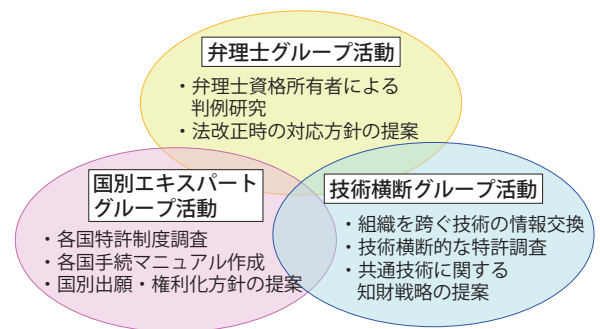 弁理士グループ活動
・弁理士資格所有者による
判例研究
・法改正時の対応方針の提案
国別エキスパート
グループ活動
・各国特許制度調査
・各国手続マニュアル作成
・国別出願・権利化方針の提案
技術横断グループ活動
・組織を跨ぐ技術の情報交換
・技術横断的な特許調査
・共通技術に関する
知財戦略の提案